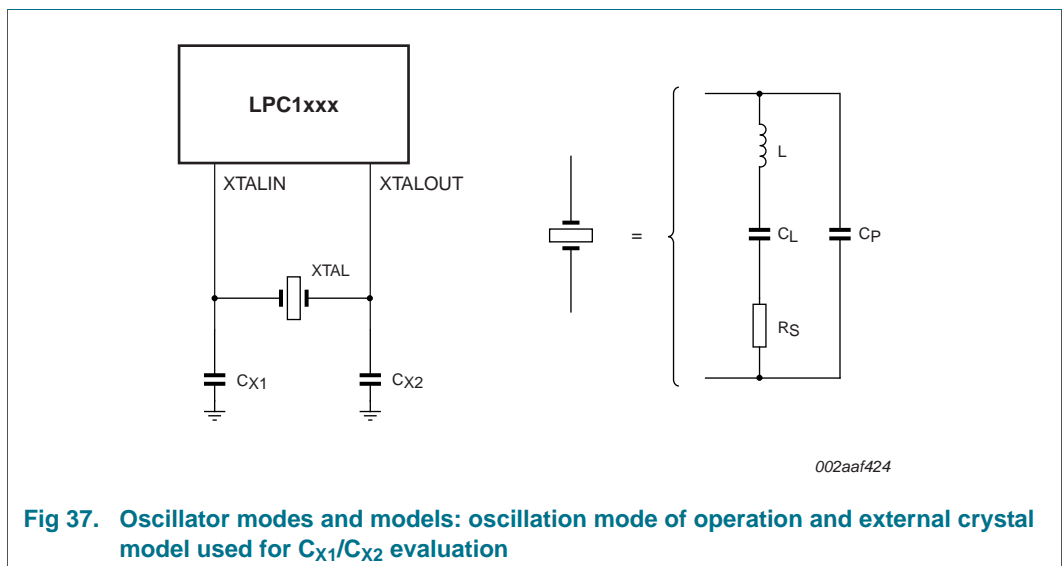 LPC1xxx
XTALIN XTALOUT
XTAL
CX1 CX2
=
L
CL CP
RS
002aaf424
Fig 37. Oscillator modes and models: oscillation mode of operation and external crystal
model used for CX1/CX2 evaluation